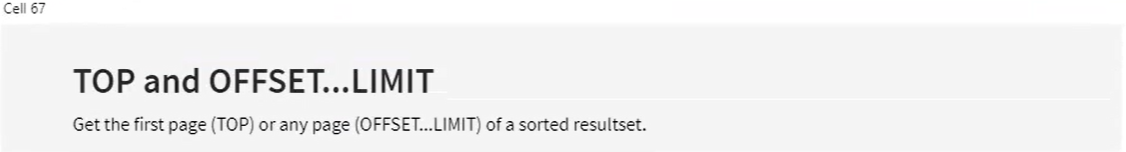 Cell 67
TOP and OFFSET...LIMIT
Get the first page (TOP) or any page (OFFSET...LIMIT) of a sorted resultset.